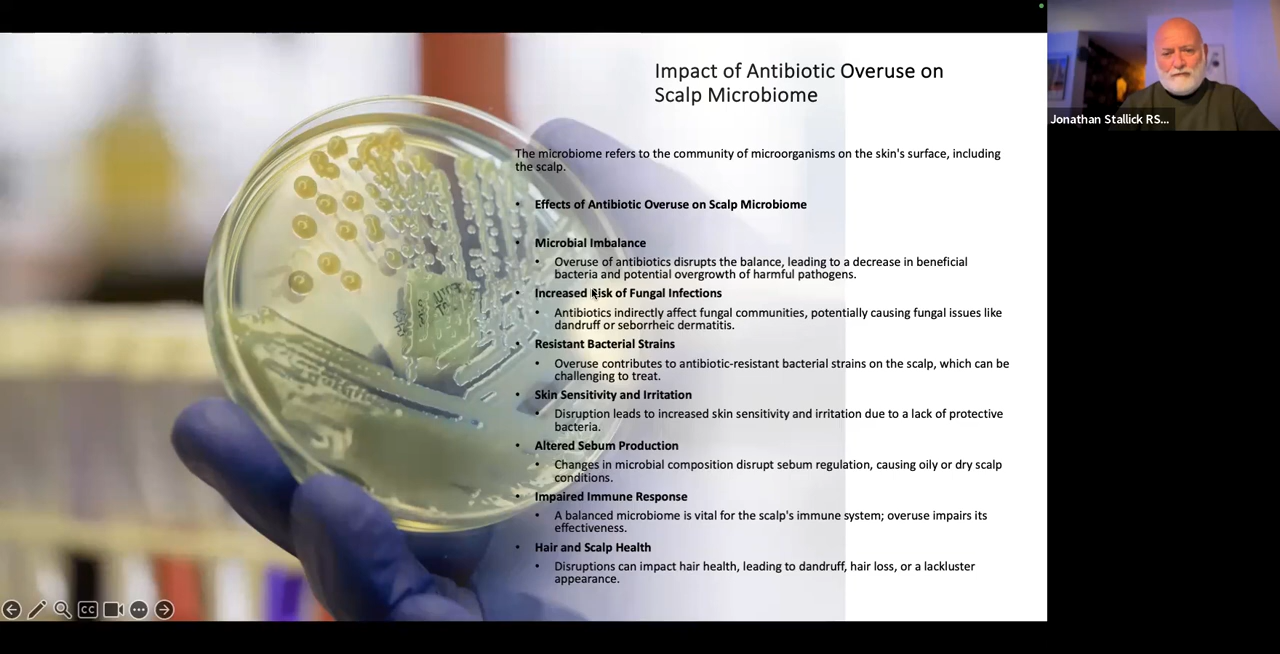 Impact of Antibiotic Overuse on
Scalp Microbiome
The microbiome refers to the community of microorganisms on the skin's surface, including
the scalp.
• Effects of Antibiotic Overuse on Scalp Microbiome
• Microbial Imbalance
• Overuse of antibiotics disrupts the balance, leading to a decrease in beneficial
bacteria and potential overgrowth of harmful pathogens.
• Increased Risk of Fungal Infections
• Antibiotics indirectly affect fungal communities, potentially causing fungal issues like
dandruff or seborrheic dermatitis.
• Resistant Bacterial Strains
• Overuse contributes to antibiotic-resistant bacterial strains on the scalp, which can be
challenging to treat.
• Skin Sensitivity and Irritation
• Disruption leads to increased skin sensitivity and irritation due to a lack of protective
bacteria.
• Altered Sebum Production
• Changes in microbial composition disrupt sebum regulation, causing oily or dry scalp
conditions.
• Impaired Immune Response
• A balanced microbiome is vital for the scalp's immune system; overuse impairs its
effectiveness.
• Hair and Scalp Health
• Disruptions can impact hair health, leading to dandruff, hair loss, or a lackluster
appearance.
Jonathan Stallick RS...
CC